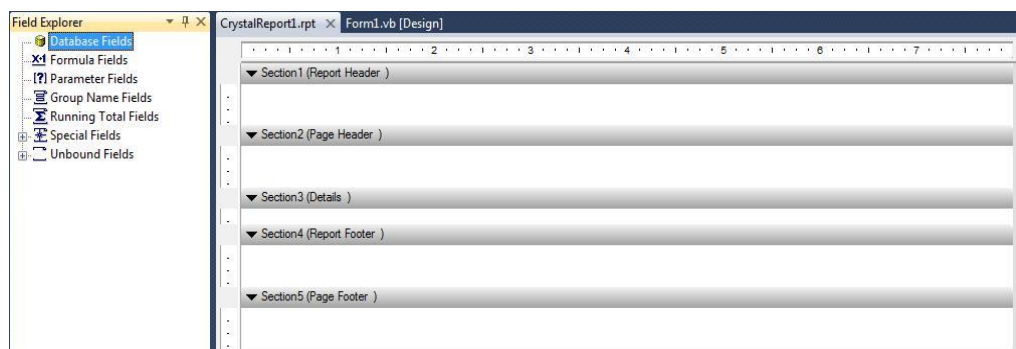 Field Explorer
Database Fields
X-1 Formula Fields
[?] Parameter Fields
Group Name Fields
Running Total Fields
Special Fields
Unbound Fields
CrystalReport1.rpt
Form1.vb [Design]
1 2 3 4 5 6 7
Section1 (Report Header )
Section2 (Page Header )
Section3 (Details )
Section4 (Report Footer )
Section5 (Page Footer )